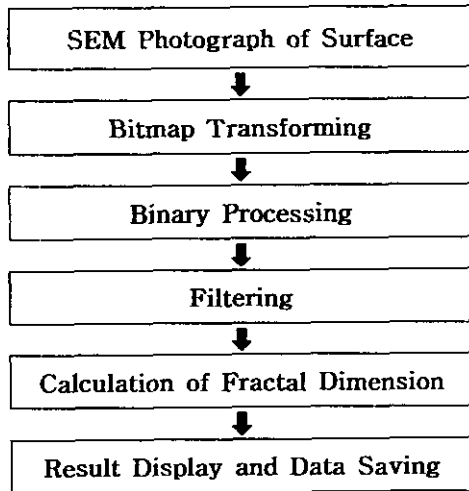 SEM Photograph of Surface
Bitmap Transforming
Binary Processing
Filtering
Calculation of Fractal Dimension
Result Display and Data Saving